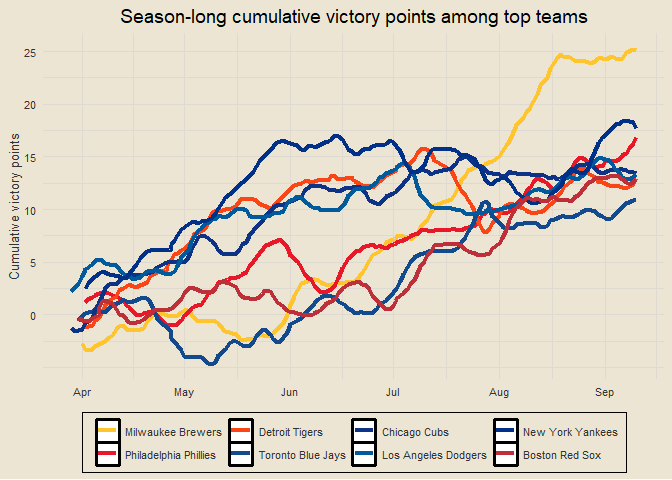 Season-long cumulative victory points among top teams
Cumulative victory points
25
20
15
10
5
0
Apr May Jun Jul Aug Sep
Milwaukee Brewers Detroit Tigers Chicago Cubs New York Yankees
Philadelphia Phillies Toronto Blue Jays Los Angeles Dodgers Boston Red Sox